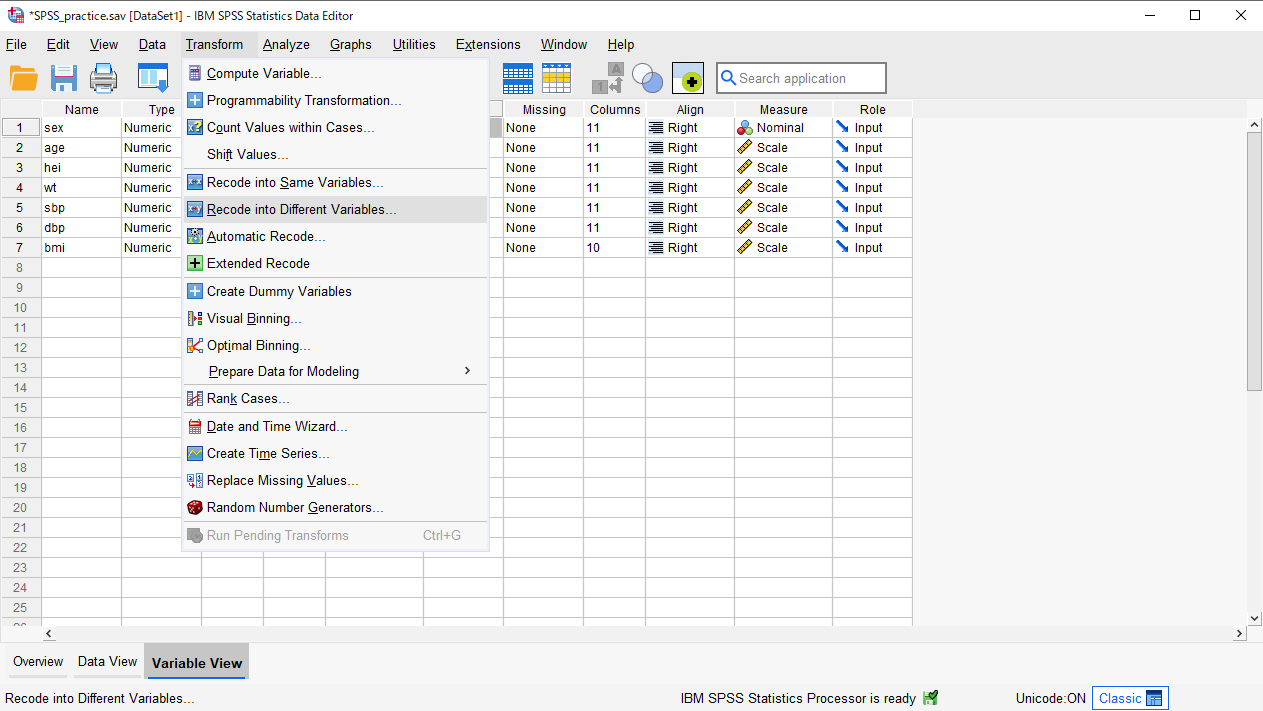 *SPSS_practice.sav [DataSet1] - IBM SPSS Statistics Data Editor
File Edit View Data Transform Analyze Graphs Utilities Extensions Window Help
Search application
Compute Variable...
Programmability Transformation...
Count Values within Cases...
Shift Values...
Recode into Same Variables...
Recode into Different Variables...
Automatic Recode...
Extended Recode
Create Dummy Variables
Visual Binning...
Optimal Binning...
Prepare Data for Modeling
Rank Cases...
Date and Time Wizard...
Create Time Series...
Replace Missing Values...
Random Number Generators...
Run Pending Transforms Ctrl+G
Name Type Missing Columns Align Measure Role
1 sex Numeric None 11 Right Nominal Input
2 age Numeric None 11 Right Scale Input
3 hei Numeric None 11 Right Scale Input
4 wt Numeric None 11 Right Scale Input
5 sbp Numeric None 11 Right Scale Input
6 dbp Numeric None 11 Right Scale Input
7 bmi Numeric None 10 Right Scale Input
8
9
10
11
12
13
14
15
16
17
18
19
20
21
22
23
24
25
Overview Data View Variable View
Recode into Different Variables... IBM SPSS Statistics Processor is ready Unicode:ON Classic